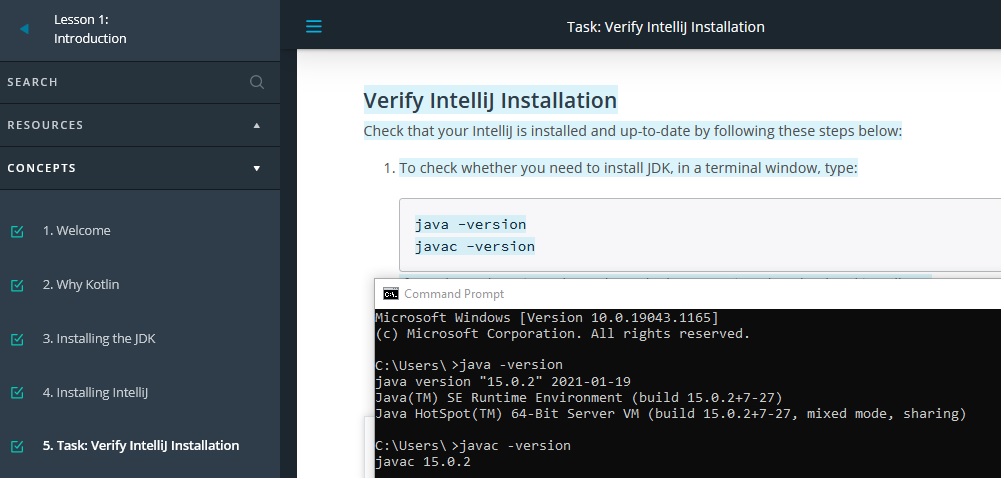 Lesson 1:
Introduction
SEARCH
RESOURCES
CONCEPTS
1. Welcome
2. Why Kotlin
3. Installing the JDK
4. Installing IntelliJ
5. Task: Verify IntelliJ Installation
Task: Verify IntelliJ Installation
Verify IntelliJ Installation
Check that your IntelliJ is installed and up-to-date by following these steps below:
1. To check whether you need to install JDK, in a terminal window, type:
java -version
javac -version
C:\.
Command Prompt
Microsoft Windows [Version 10.0.19043.1165]
(c) Microsoft Corporation. All rights reserved.
C:\Users\ >java -version
java version "15.0.2" 2021-01-19
Java(TM) SE Runtime Environment (build 15.0.2+7-27)
Java HotSpot(TM) 64-Bit Server VM (build 15.0.2+7-27, mixed mode, sharing)
C:\Users\ >javac -version
javac 15.0.2